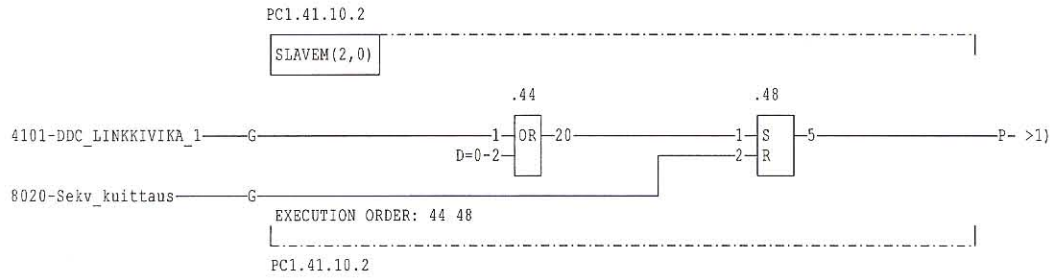 PC1.41.10.2
SLAVEM(2,0)
.44 .48
4101-DDC_LINKKIVIKA_1 G 1 OR 20 1 S 5 P- >1)
D=0-2 2 R
8020-Sekv_kuittaus G
EXECUTION ORDER: 44 48
PC1.41.10.2